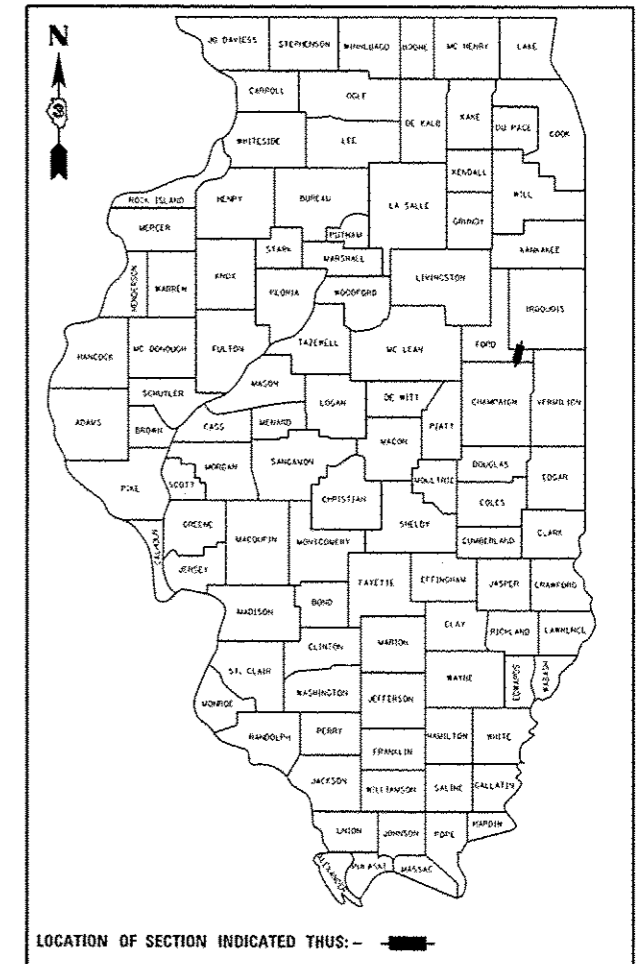 N
JO DAVIESS STEPHENSON WINNEBAGO BOONE MC HENRY LAKE
CARROLL OGLE DE KALB KANE DU PAGE COOK
WHITESIDE LEE KENDALL WILL
ROCK ISLAND HENRY BUREAU LA SALLE GRUNDY
MERCER PUTNAM KANKAKEE
STARK MARSHALL
HENDERSON WARREN KNOX PEORIA WOODFORD LIVINGSTON IROQUOIS
HANCOCK MC DONOUGH FULTON TAZEWELL MC LEAN FORD
SCHUYLER MASON
ADAMS BROWN CASS MENARD LOGAN DE WITT CHAMPAIGN VERMILION
MACON PIATT
PIKE SCOTT MORGAN SANGAMON MOULTRIE DOUGLAS EDGAR
CHRISTIAN COLES
CALHOUN GREENE MACOUPIN MONTGOMERY SHELBY CUMBERLAND CLARK
JERSEY FAYETTE EFFINGHAM JASPER CRAWFORD
MADISON BOND CLAY RICHLAND LAWRENCE
CLINTON MARION
ST. CLAIR WASHINGTON WAYNE EDWARDS WABASH
MONROE JEFFERSON
RANDOLPH PERRY HAMILTON WHITE
FRANKLIN
JACKSON WILLIAMSON SALINE GALLATIN
UNION JOHNSON POPE HARDIN
ALEXANDER PULASKI MASSAC
LOCATION OF SECTION INDICATED THUS: -